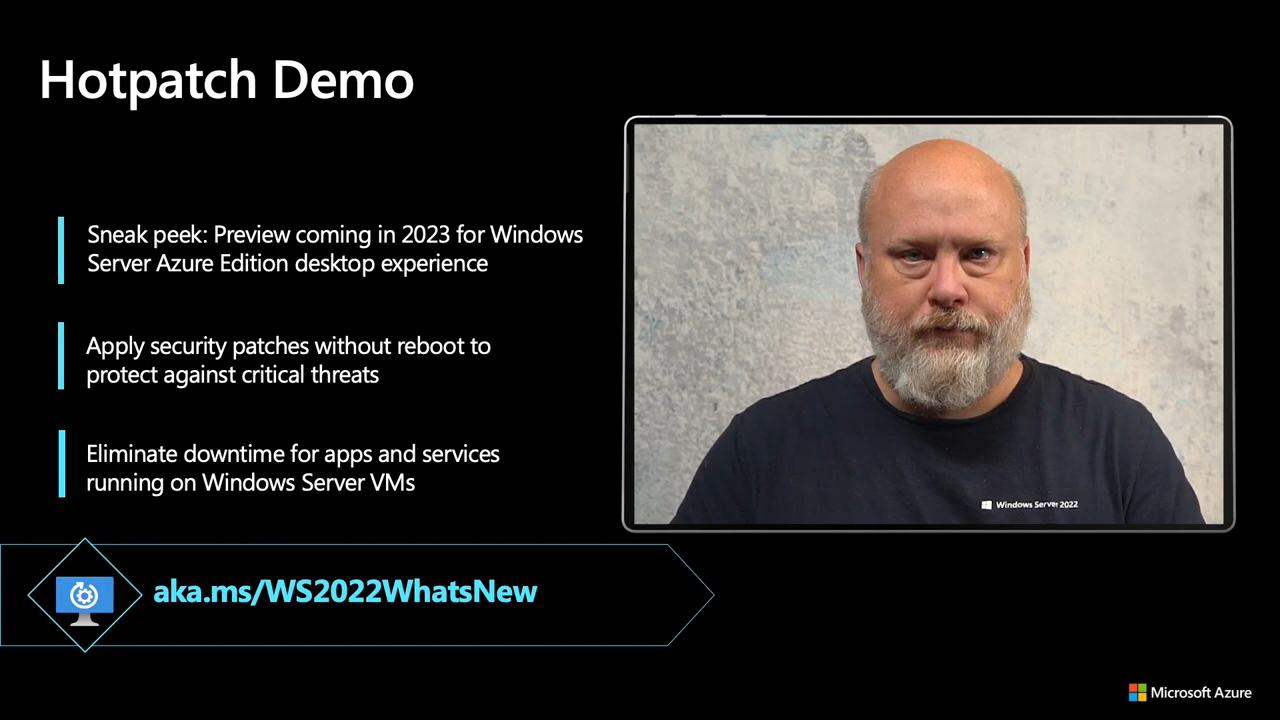 Hotpatch Demo
Sneak peek: Preview coming in 2023 for Windows
Server Azure Edition desktop experience
Apply security patches without reboot to
protect against critical threats
Eliminate downtime for apps and services
running on Windows Server VMs
Windows Server 2022
aka.ms/WS2022WhatsNew
Microsoft Azure